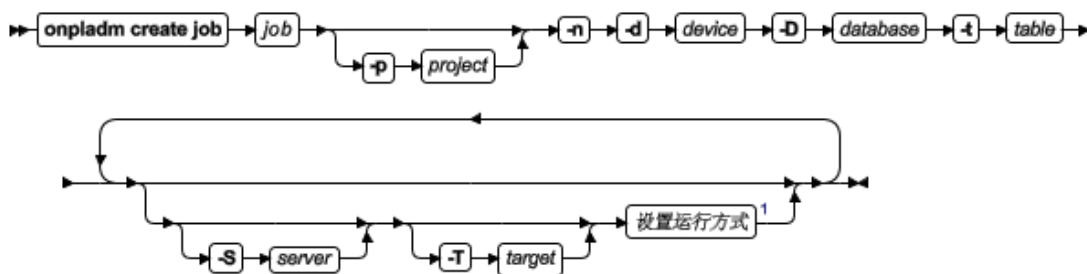 onpladm create job job -p project -n -d device -D database -t table
-S server -T target 设置运行方式 1